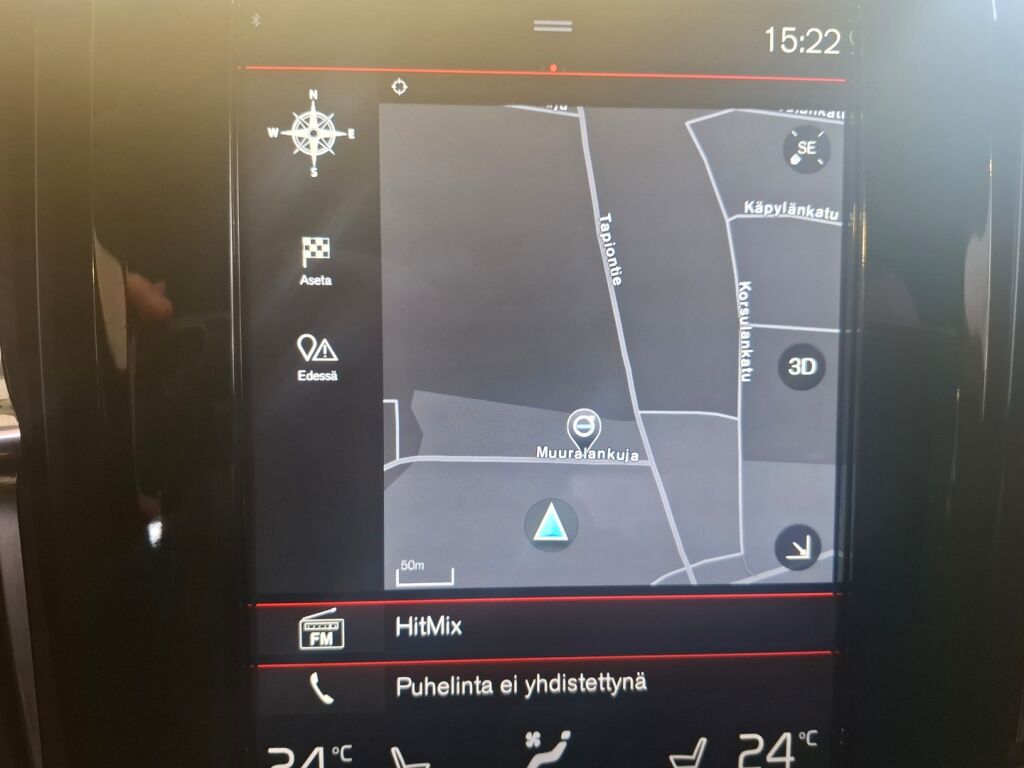 15:22
N
W E
S
SE
Käpylänkatu
Tapiontie
Aseta
Korsulankatu
3D
Edessä
Muuralankuja
50m
FM
HitMix
Puhelinta ei yhdistettynä
24°C
24°C